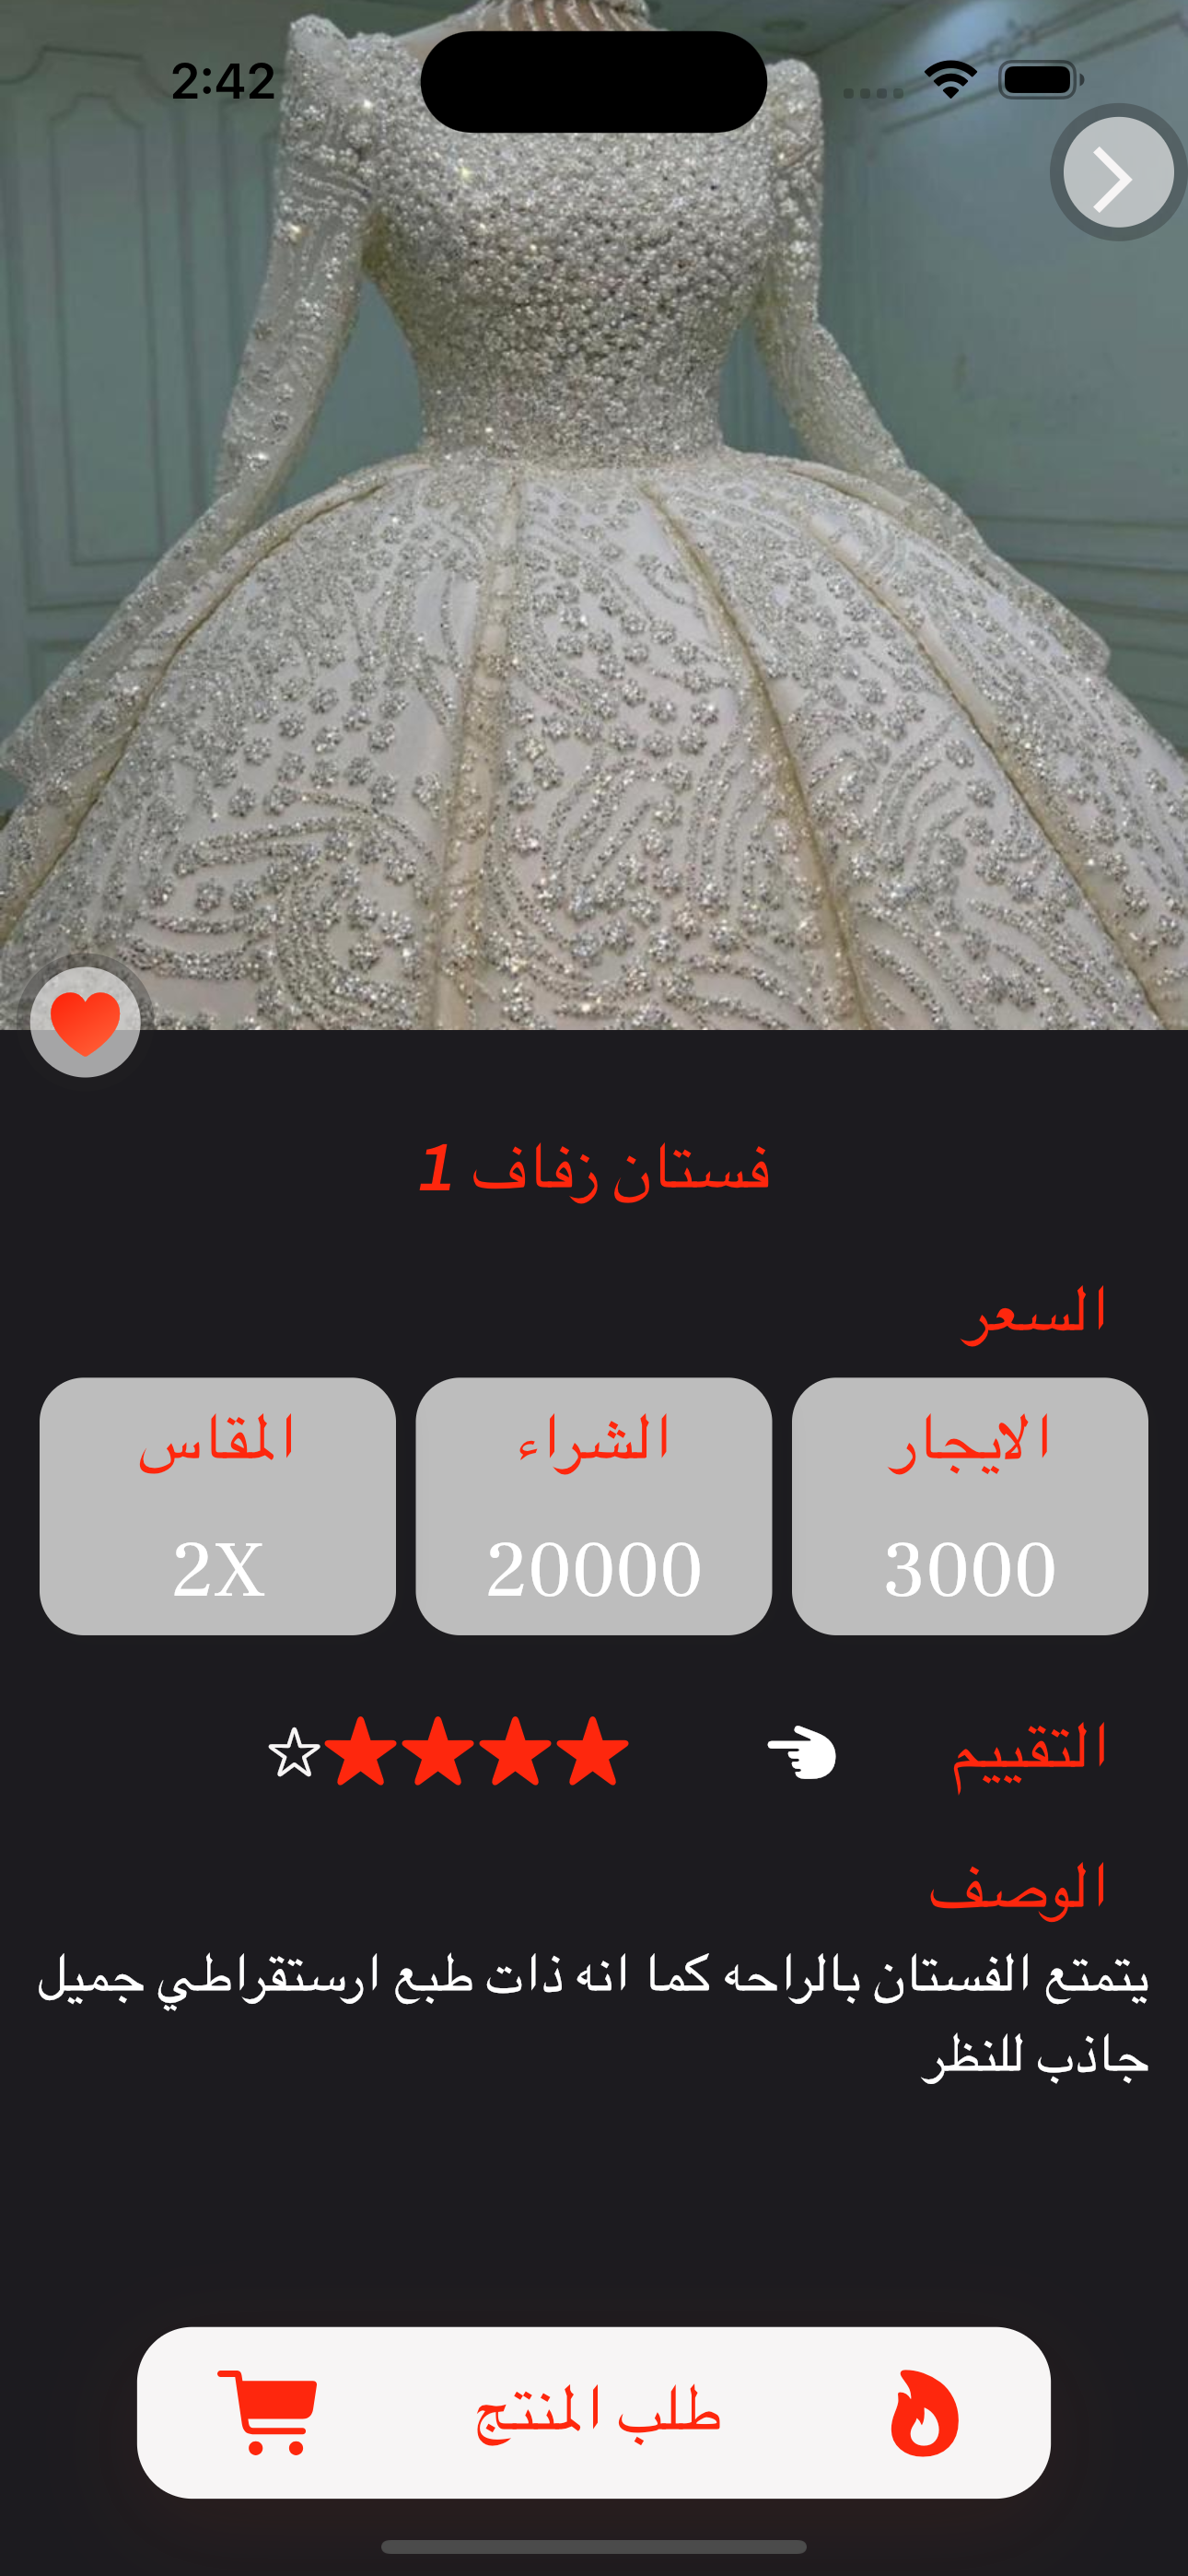 2:42
فستان زفاف 1
السعر
الايجار
3000
الشراء
20000
المقاس
2X
التقييم
الوصف
يتمتع الفستان بالراحه كما انه ذات طبع ارستقراطي جميل
جاذب للنظر
طلب المنتج